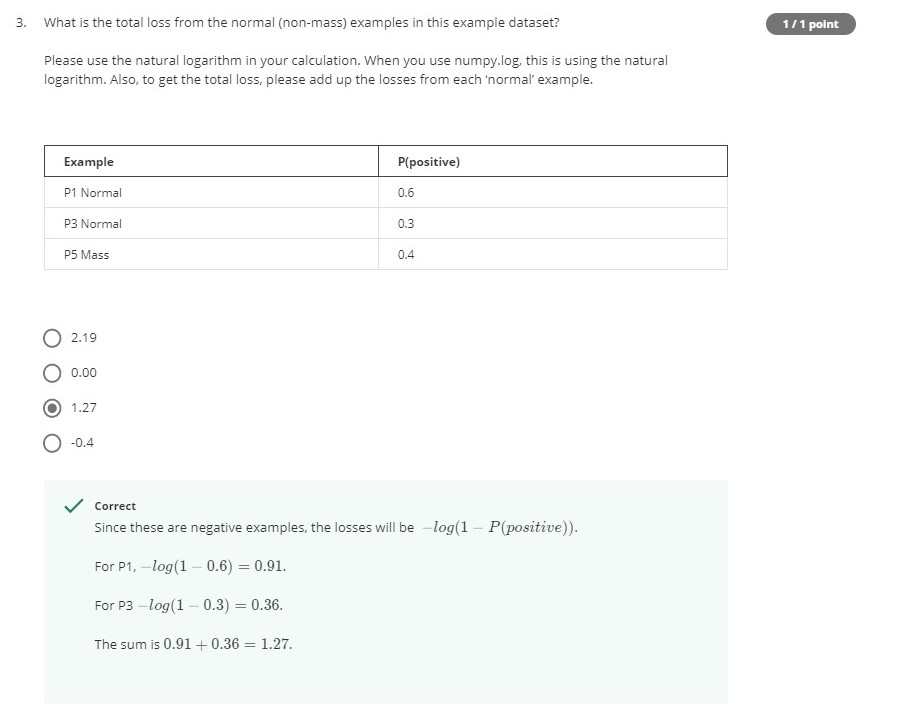 3. What is the total loss from the normal (non-mass) examples in this example dataset?
1 / 1 point
Please use the natural logarithm in your calculation. When you use numpy.log, this is using the natural
logarithm. Also, to get the total loss, please add up the losses from each 'normal' example.
Example P(positive)
P1 Normal 0.6
P3 Normal 0.3
P5 Mass 0.4
2.19
0.00
1.27
-0.4
Correct
Since these are negative examples, the losses will be −log(1 − P(positive)).
For P1, −log(1 − 0.6) = 0.91.
For P3 −log(1 − 0.3) = 0.36.
The sum is 0.91 + 0.36 = 1.27.